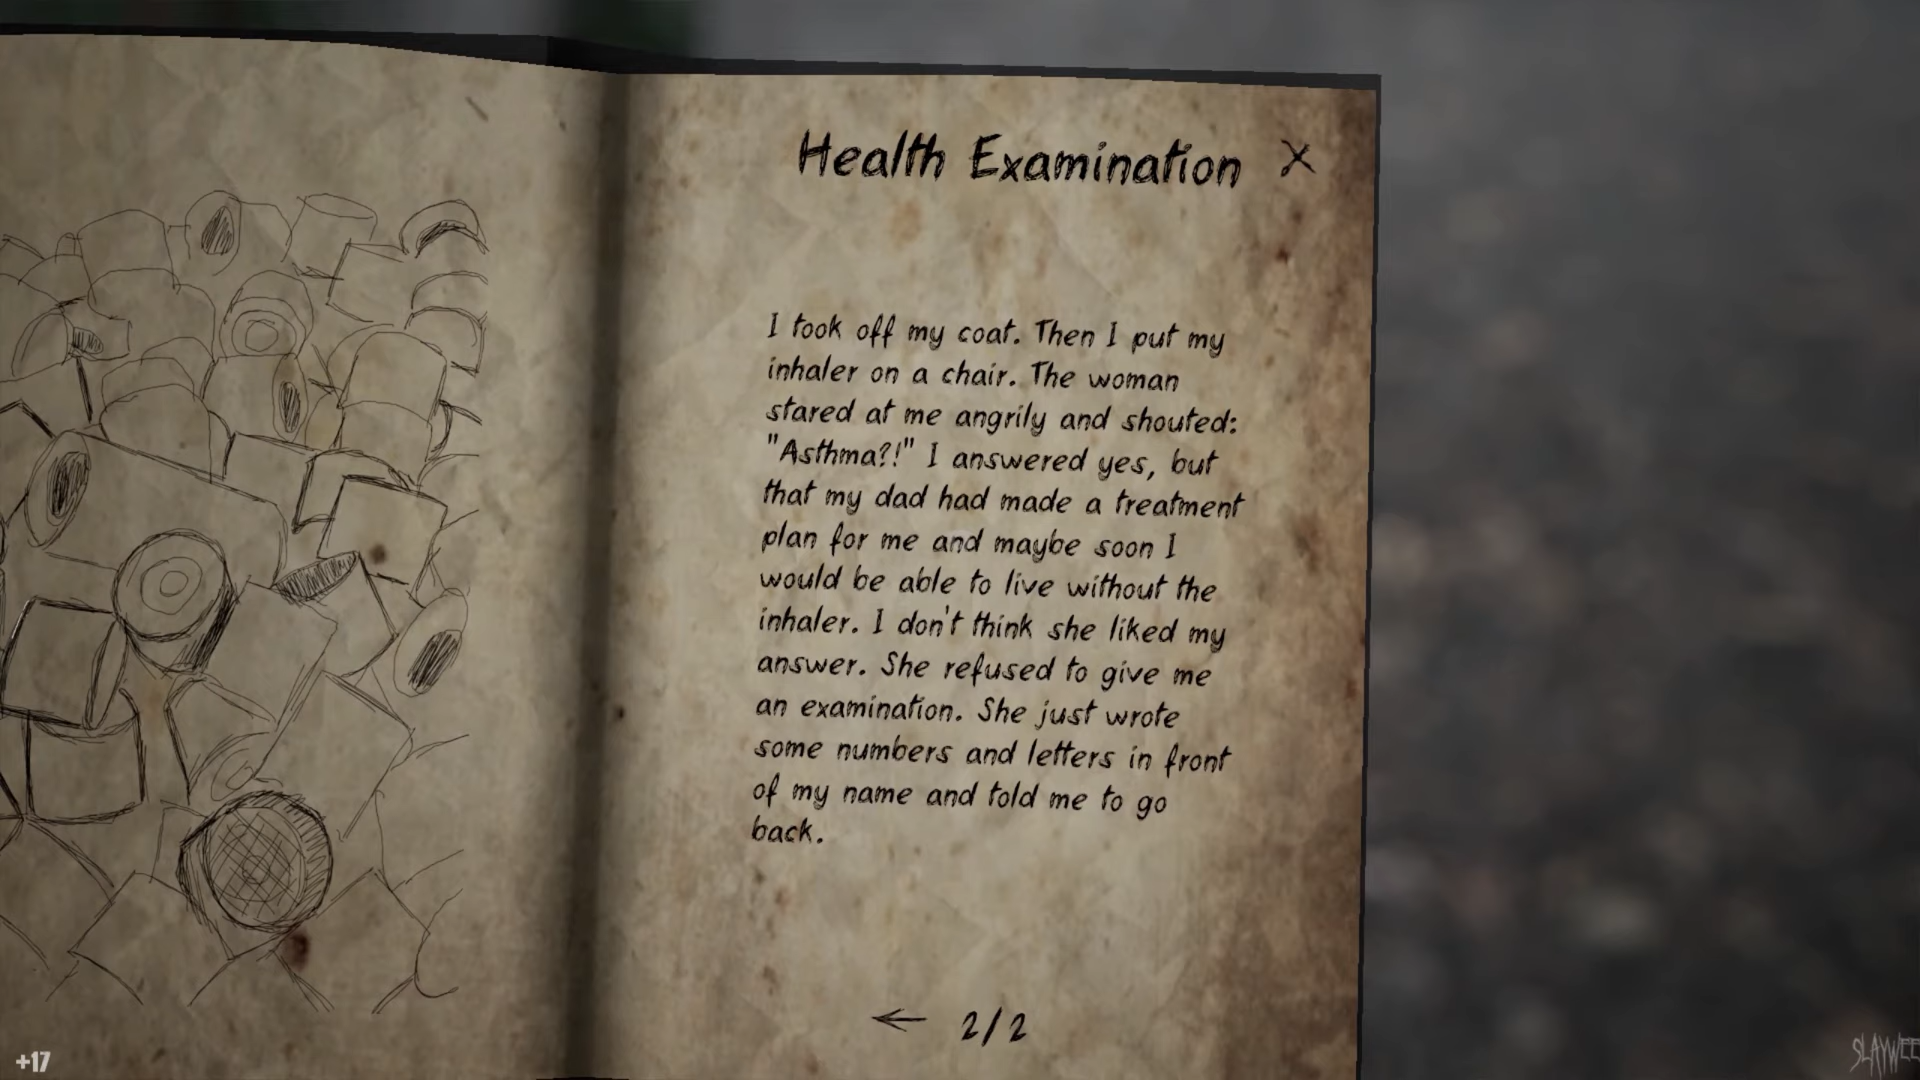 Health Examination X
I took off my coat. Then I put my
inhaler on a chair. The woman
stared at me angrily and shouted:
"Asthma?!" I answered yes, but
that my dad had made a treatment
plan for me and maybe soon I
would be able to live without the
inhaler. I don't think she liked my
answer. She refused to give me
an examination. She just wrote
some numbers and letters in front
of my name and told me to go
back.
← 2/2
+17